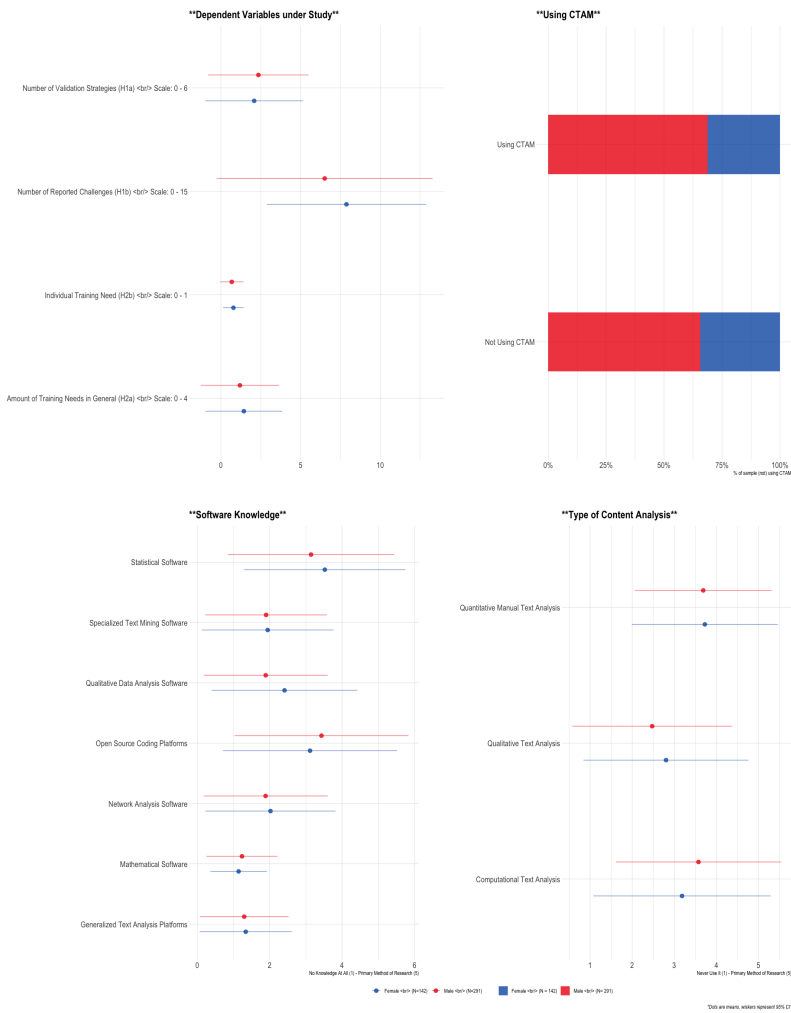 **Dependent Variables under Study**
Number of Validation Strategies (H1a) <br/> Scale: 0 - 6
Number of Reported Challenges (H1b) <br/> Scale: 0 - 15
Individual Training Need (H2b) <br/> Scale: 0 - 1
Amount of Training Needs in General (H2a) <br/> Scale: 0 - 4
0 5 10
**Using CTAM**
Using CTAM
Not Using CTAM
0% 25% 50% 75% 100%
% of sample (not) using CTAM
**Software Knowledge**
Statistical Software
Specialized Text Mining Software
Qualitative Data Analysis Software
Open Source Coding Platforms
Network Analysis Software
Mathematical Software
Generalized Text Analysis Platforms
0 2 4 6
No Knowledge At All (1) - Primary Method of Research (5)
**Type of Content Analysis**
Quantitative Manual Text Analysis
Qualitative Text Analysis
Computational Text Analysis
1 2 3 4 5
Never Use It (1) - Primary Method of Research (5)
Female <br/> (N=142) Male <br/> (N=291) Female <br/> (N = 142) Male <br/> (N= 291)
*Dots are means, wiskers represent 95% CI*